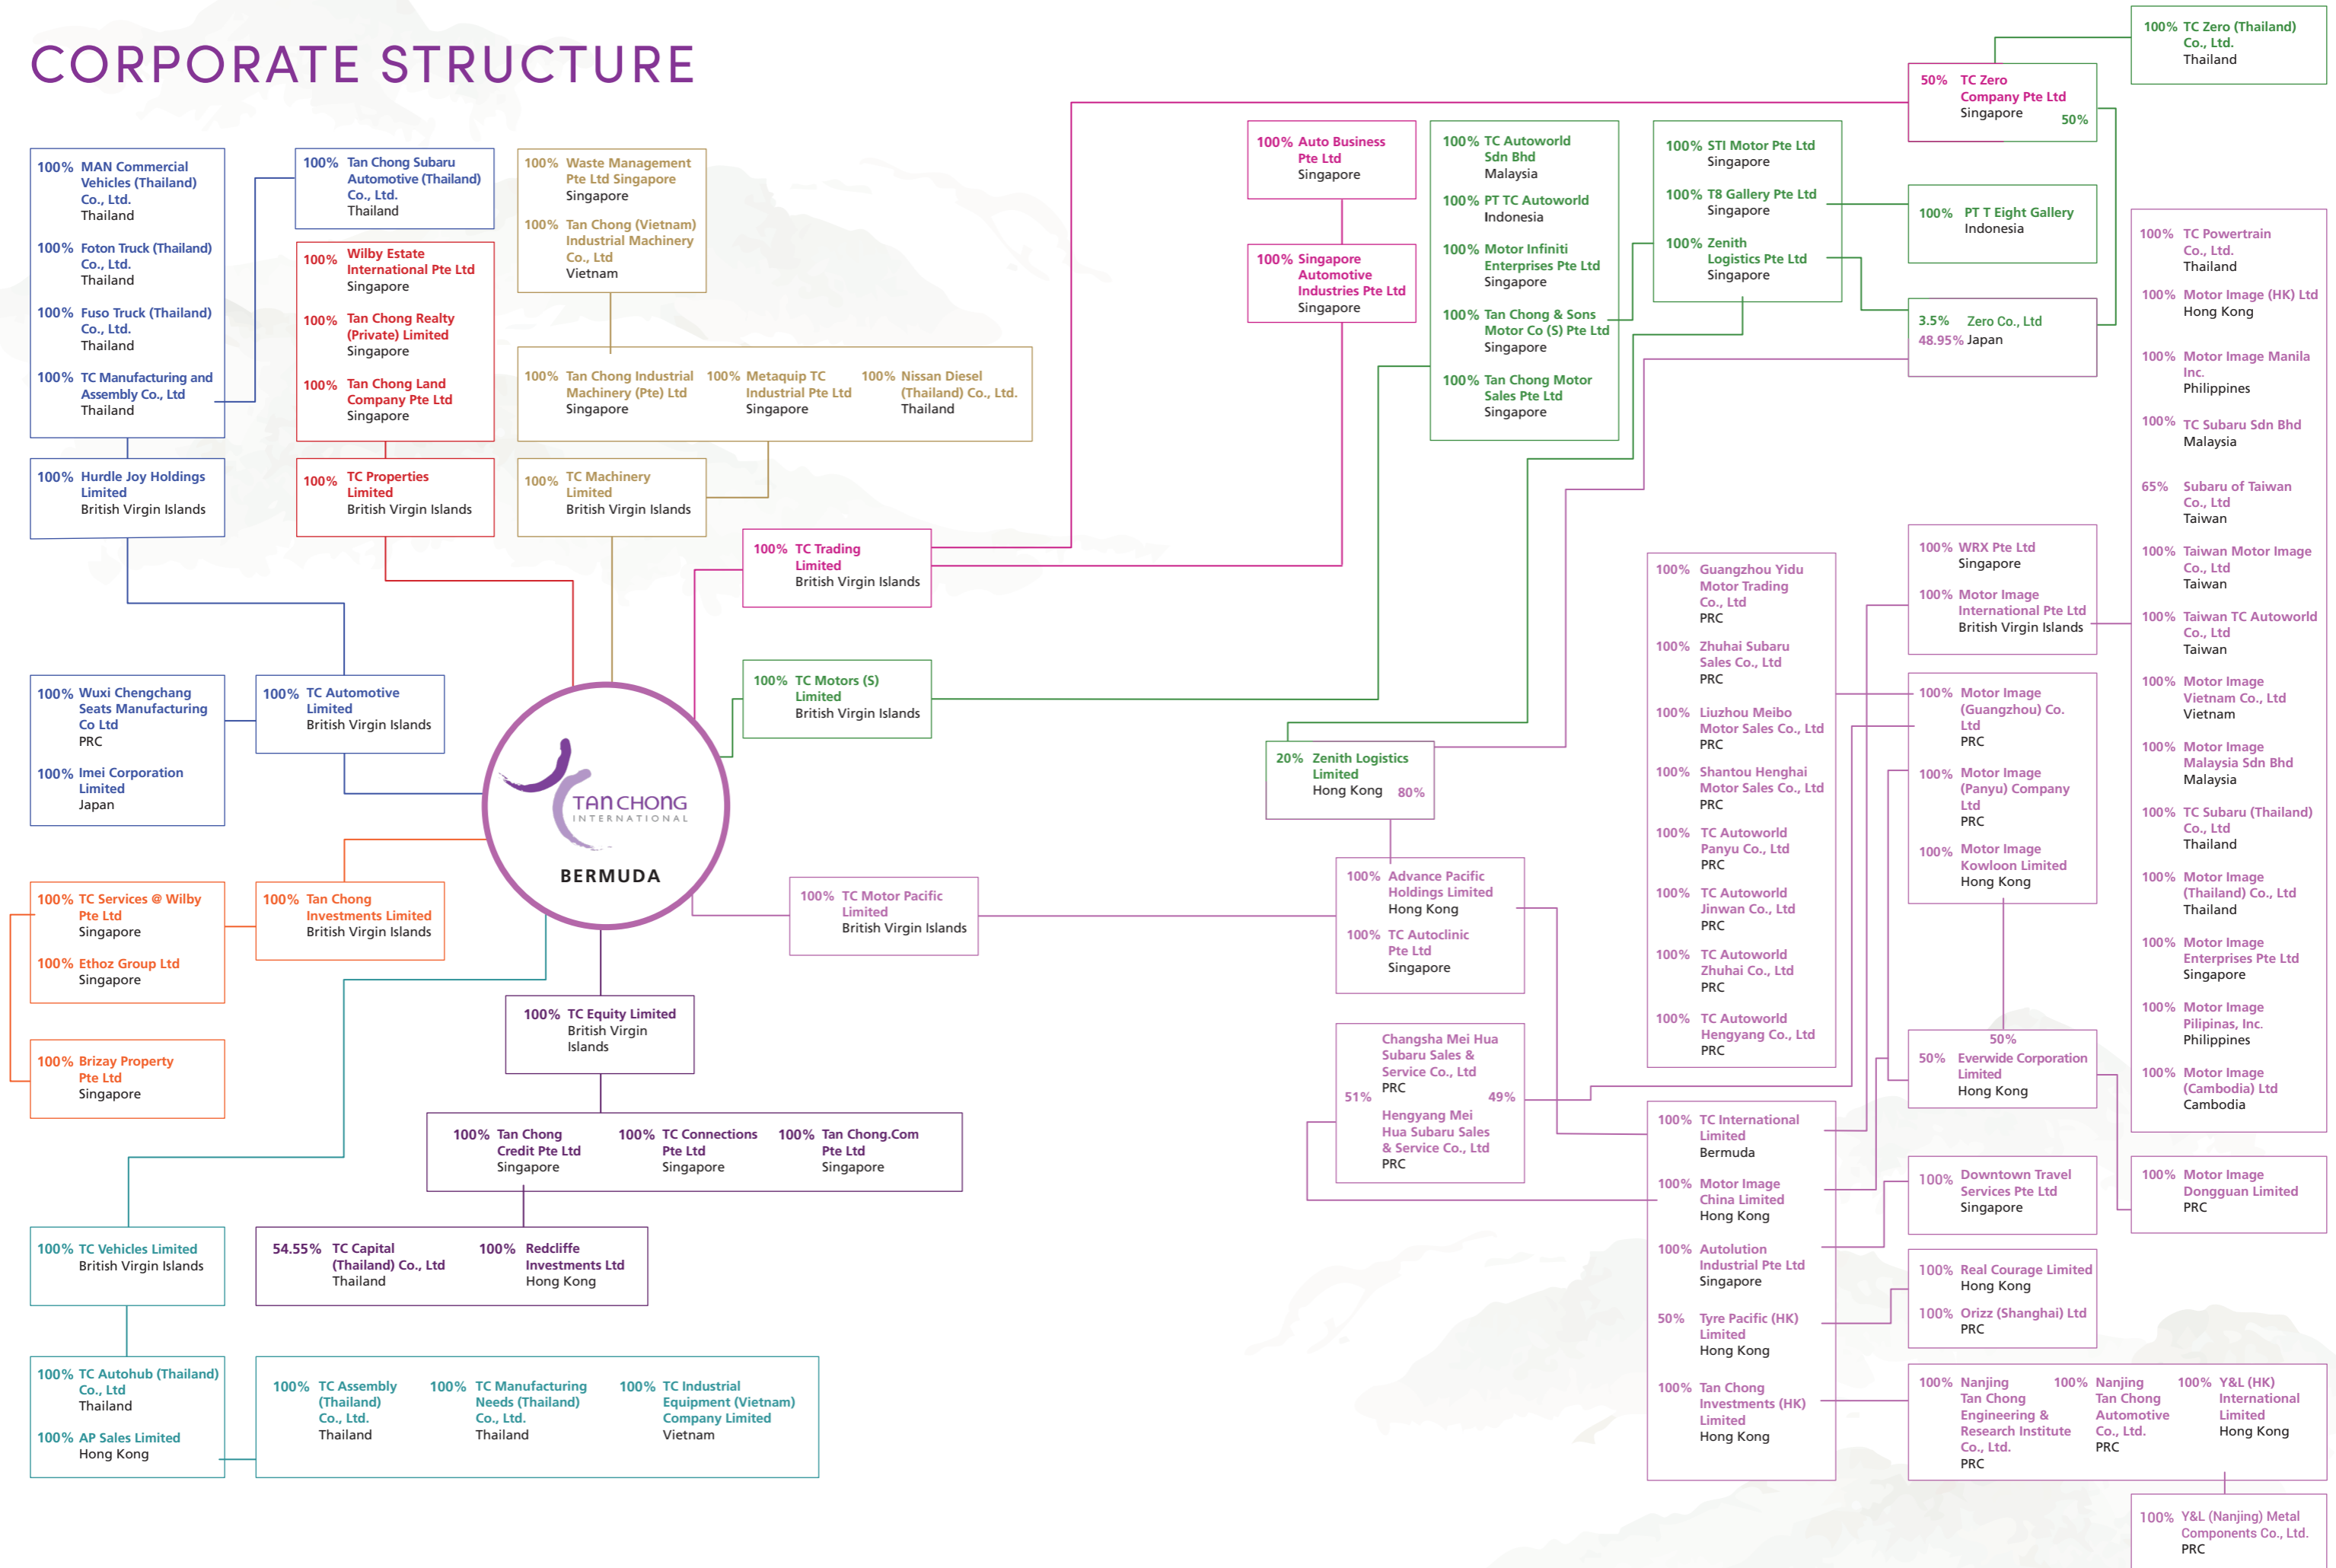 CORPORATE STRUCTURE
100% MAN Commercial
Vehicles (Thailand)
Co., Ltd.
Thailand
100% Foton Truck (Thailand)
Co., Ltd.
Thailand
100% Fuso Truck (Thailand)
Co., Ltd.
Thailand
100% TC Manufacturing and
Assembly Co., Ltd
Thailand
100% Hurdle Joy Holdings
Limited
British Virgin Islands
100% Tan Chong Subaru
Automotive (Thailand)
Co., Ltd.
Thailand
100% Wilby Estate
International Pte Ltd
Singapore
100% Tan Chong Realty
(Private) Limited
Singapore
100% Tan Chong Land
Company Pte Ltd
Singapore
100% TC Properties
Limited
British Virgin Islands
100% Waste Management
Pte Ltd Singapore
Singapore
100% Tan Chong (Vietnam)
Industrial Machinery
Co., Ltd
Vietnam
100% Tan Chong Industrial
Machinery (Pte) Ltd
Singapore
100% Metaquip TC
Industrial Pte Ltd
Singapore
100% Nissan Diesel
(Thailand) Co., Ltd.
Thailand
100% TC Machinery
Limited
British Virgin Islands
100% TC Trading
Limited
British Virgin Islands
100% TC Motors (S)
Limited
British Virgin Islands
100% Wuxi Chengchang
Seats Manufacturing
Co Ltd
PRC
100% Imei Corporation
Limited
Japan
100% TC Automotive
Limited
British Virgin Islands
TAN CHONG
INTERNATIONAL
BERMUDA
100% TC Services @ Wilby
Pte Ltd
Singapore
100% Ethoz Group Ltd
Singapore
100% Tan Chong
Investments Limited
British Virgin Islands
100% Brizay Property
Pte Ltd
Singapore
100% TC Motor Pacific
Limited
British Virgin Islands
100% TC Equity Limited
British Virgin
Islands
100% Tan Chong
Credit Pte Ltd
Singapore
100% TC Connections
Pte Ltd
Singapore
100% Tan Chong.Com
Pte Ltd
Singapore
54.55% TC Capital
(Thailand) Co., Ltd
Thailand
100% Redcliffe
Investments Ltd
Hong Kong
100% TC Vehicles Limited
British Virgin Islands
100% TC Autohub (Thailand)
Co., Ltd
Thailand
100% AP Sales Limited
Hong Kong
100% TC Assembly
(Thailand)
Co., Ltd.
Thailand
100% TC Manufacturing
Needs (Thailand)
Co., Ltd.
Thailand
100% TC Industrial
Equipment (Vietnam)
Company Limited
Vietnam
100% Auto Business
Pte Ltd
Singapore
100% Singapore
Automotive
Industries Pte Ltd
Singapore
100% TC Autoworld
Sdn Bhd
Malaysia
100% PT TC Autoworld
Indonesia
100% Motor Infiniti
Enterprises Pte Ltd
Singapore
100% Tan Chong & Sons
Motor Co (S) Pte Ltd
Singapore
100% Tan Chong Motor
Sales Pte Ltd
Singapore
100% STI Motor Pte Ltd
Singapore
100% T8 Gallery Pte Ltd
Singapore
100% Zenith
Logistics Pte Ltd
Singapore
50% TC Zero
Company Pte Ltd
Singapore
50%
100% TC Zero (Thailand)
Co., Ltd.
Thailand
100% PT T Eight Gallery
Indonesia
3.5% Zero Co., Ltd
48.95% Japan
20% Zenith Logistics
Limited
Hong Kong 80%
100% Advance Pacific
Holdings Limited
Hong Kong
100% TC Autoclinic
Pte Ltd
Singapore
Changsha Mei Hua
Subaru Sales &
Service Co., Ltd
PRC
51% 49%
Hengyang Mei
Hua Subaru Sales
& Service Co., Ltd
PRC
100% Guangzhou Yidu
Motor Trading
Co., Ltd
PRC
100% Zhuhai Subaru
Sales Co., Ltd
PRC
100% Liuzhou Meibo
Motor Sales Co., Ltd
PRC
100% Shantou Henghai
Motor Sales Co., Ltd
PRC
100% TC Autoworld
Panyu Co., Ltd
PRC
100% TC Autoworld
Jinwan Co., Ltd
PRC
100% TC Autoworld
Zhuhai Co., Ltd
PRC
100% TC Autoworld
Hengyang Co., Ltd
PRC
100% TC International
Limited
Bermuda
100% Motor Image
China Limited
Hong Kong
100% Autolution
Industrial Pte Ltd
Singapore
50% Tyre Pacific (HK)
Limited
Hong Kong
100% Tan Chong
Investments (HK)
Limited
Hong Kong
100% WRX Pte Ltd
Singapore
100% Motor Image
International Pte Ltd
British Virgin Islands
100% Motor Image
(Guangzhou) Co.
Ltd
PRC
100% Motor Image
(Panyu) Company
Ltd
PRC
100% Motor Image
Kowloon Limited
Hong Kong
50%
50% Everwide Corporation
Limited
Hong Kong
100% Downtown Travel
Services Pte Ltd
Singapore
100% Real Courage Limited
Hong Kong
100% Orizz (Shanghai) Ltd
PRC
100% Nanjing
Tan Chong
Engineering &
Research Institute
Co., Ltd.
PRC
100% Nanjing
Tan Chong
Automotive
Co., Ltd.
PRC
100% Y&L (HK)
International
Limited
Hong Kong
100% TC Powertrain
Co., Ltd.
Thailand
100% Motor Image (HK) Ltd
Hong Kong
100% Motor Image Manila
Inc.
Philippines
100% TC Subaru Sdn Bhd
Malaysia
65% Subaru of Taiwan
Co., Ltd
Taiwan
100% Taiwan Motor Image
Co., Ltd
Taiwan
100% Taiwan TC Autoworld
Co., Ltd
Taiwan
100% Motor Image
Vietnam Co., Ltd
Vietnam
100% Motor Image
Malaysia Sdn Bhd
Malaysia
100% TC Subaru (Thailand)
Co., Ltd
Thailand
100% Motor Image
(Thailand) Co., Ltd
Thailand
100% Motor Image
Enterprises Pte Ltd
Singapore
100% Motor Image
Pilipinas, Inc.
Philippines
100% Motor Image
(Cambodia) Ltd
Cambodia
100% Motor Image
Dongguan Limited
PRC
100% Y&L (Nanjing) Metal
Components Co., Ltd.
PRC